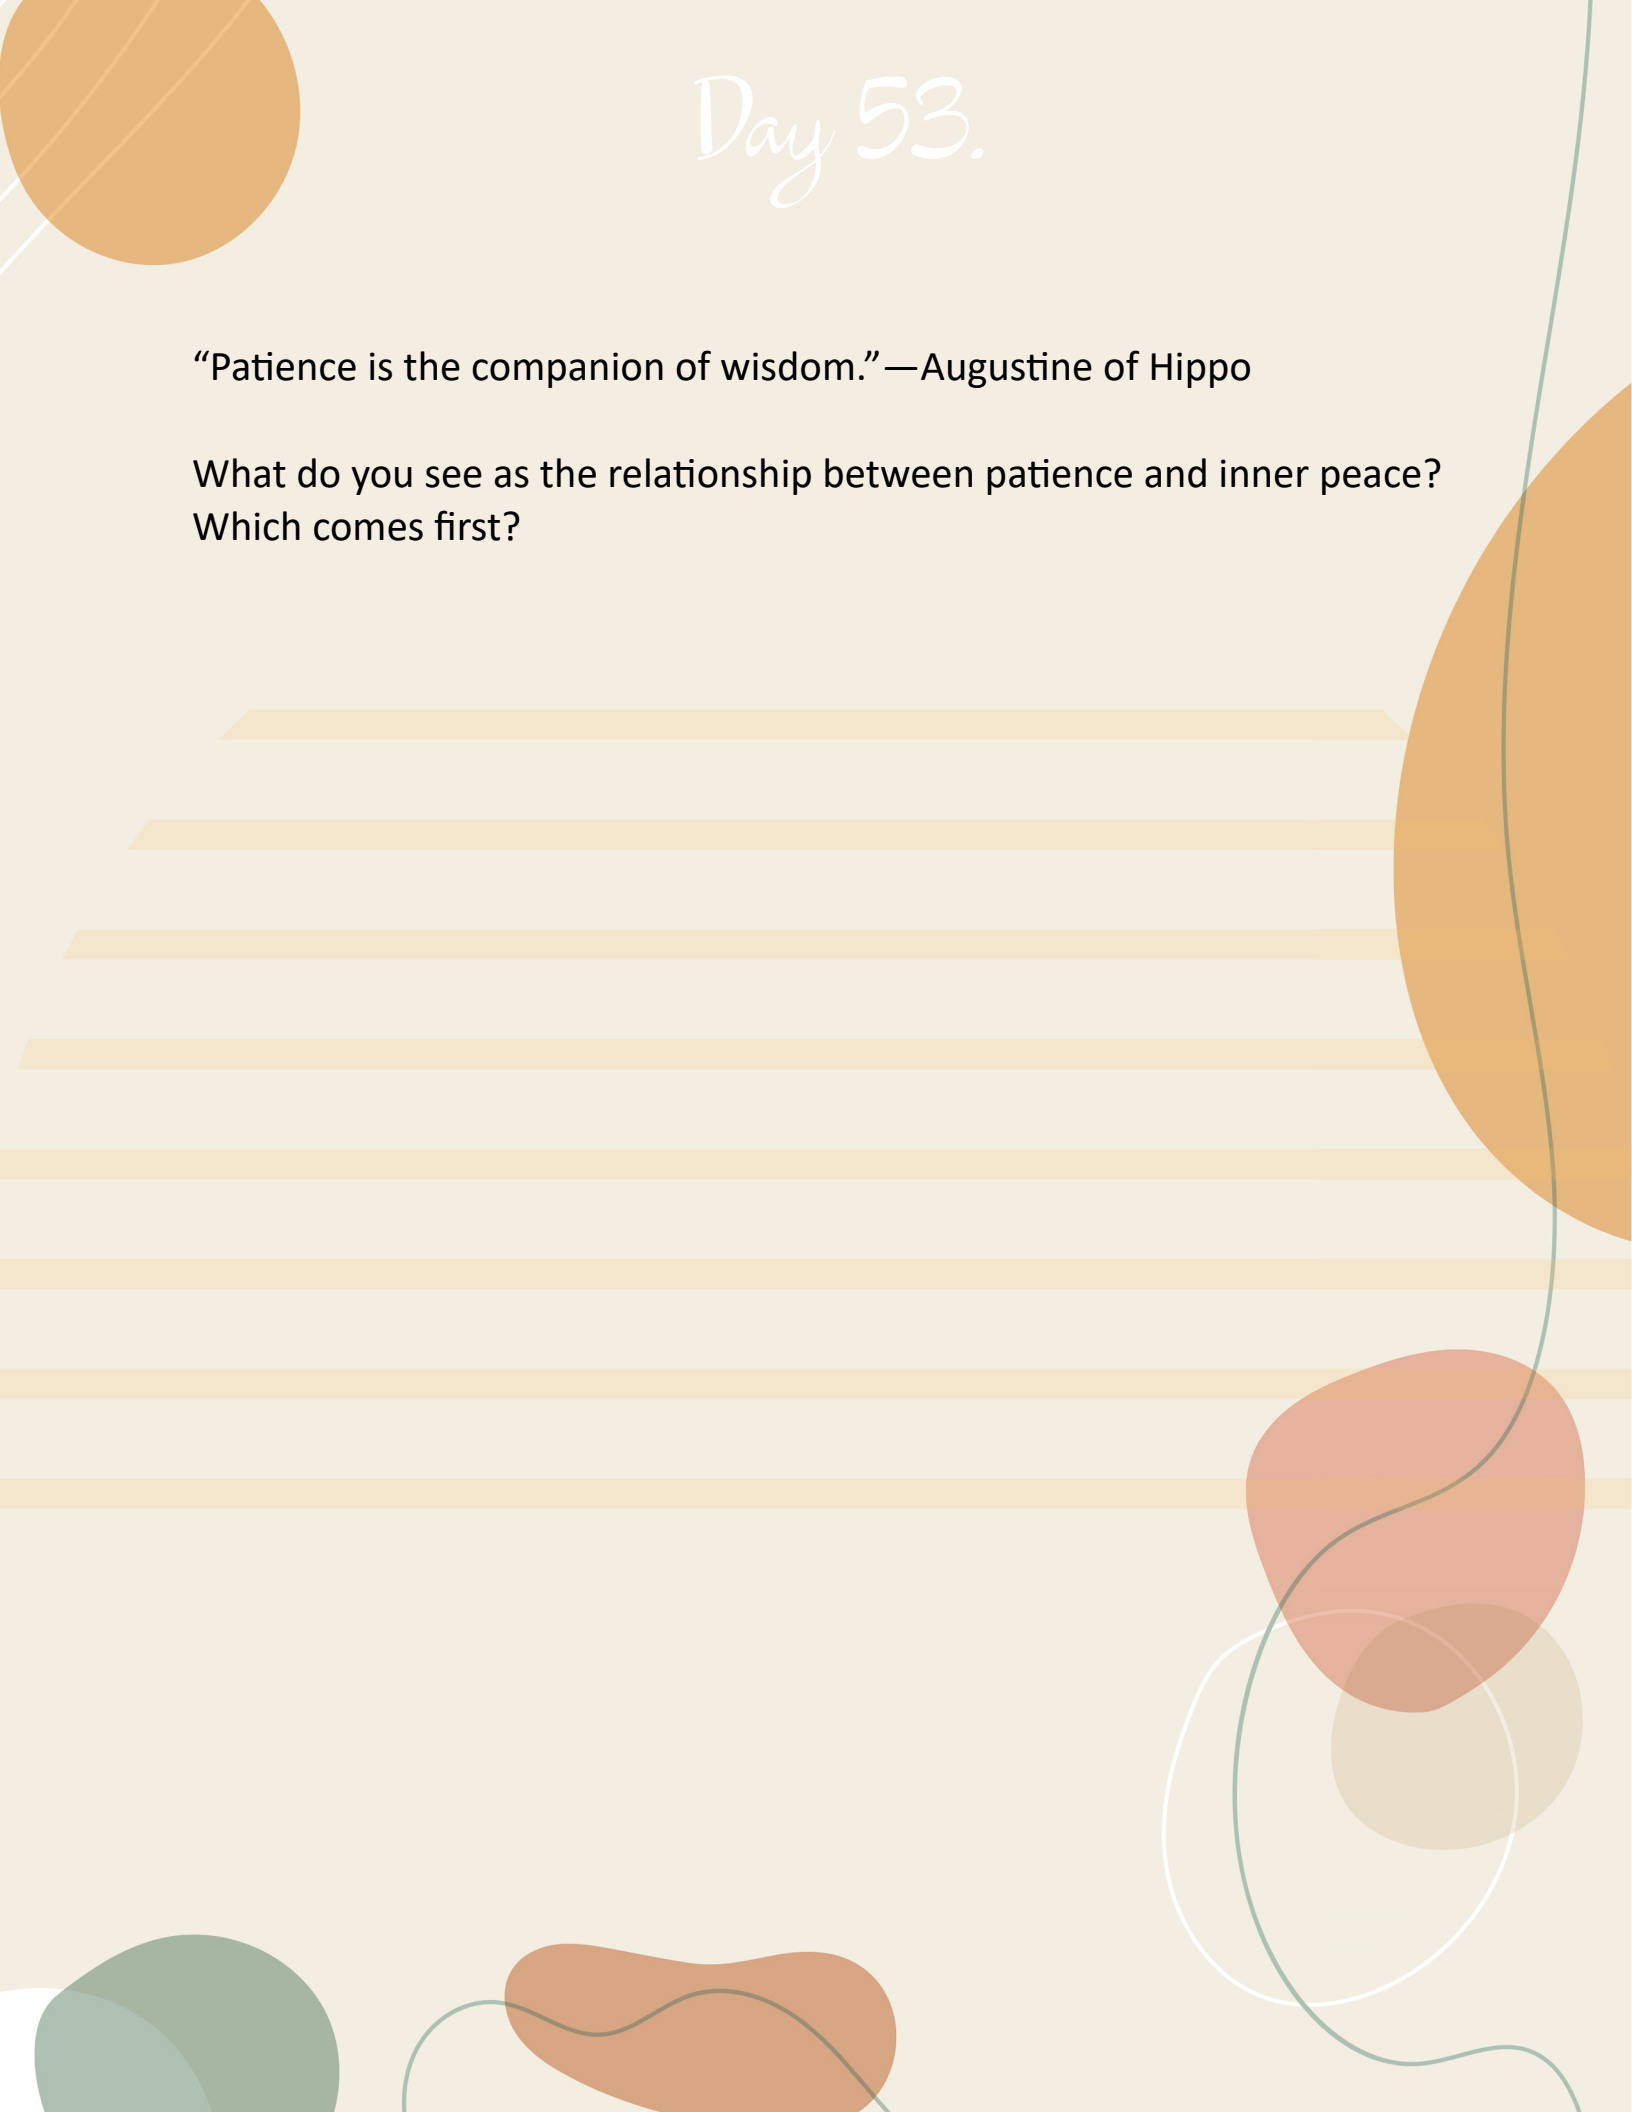 Day 53.
“Patience is the companion of wisdom.”—Augustine of Hippo
What do you see as the relationship between patience and inner peace?
Which comes first?